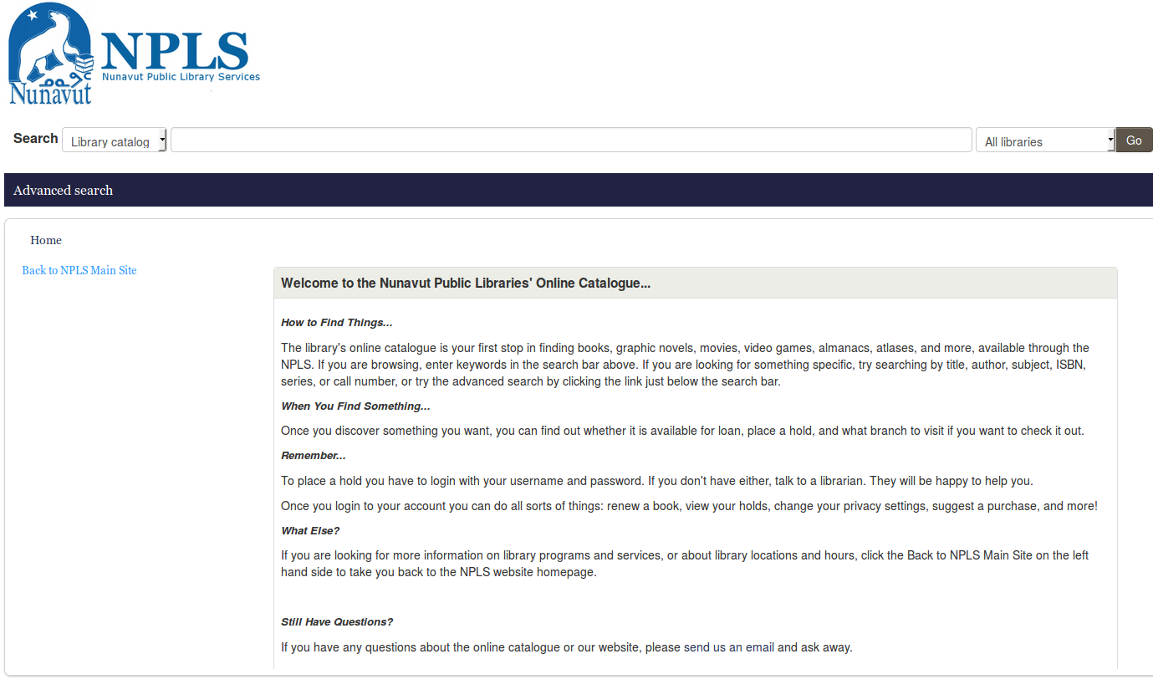 NPLS
Nunavut Public Library Services
Nunavut
Search
Library catalog
All libraries
Go
Advanced search
Home
Back to NPLS Main Site
Welcome to the Nunavut Public Libraries' Online Catalogue...
How to Find Things...
The library's online catalogue is your first stop in finding books, graphic novels, movies, video games, almanacs, atlases, and more, available through the
NPLS. If you are browsing, enter keywords in the search bar above. If you are looking for something specific, try searching by title, author, subject, ISBN,
series, or call number, or try the advanced search by clicking the link just below the search bar.
When You Find Something...
Once you discover something you want, you can find out whether it is available for loan, place a hold, and what branch to visit if you want to check it out.
Remember...
To place a hold you have to login with your username and password. If you don't have either, talk to a librarian. They will be happy to help you.
Once you login to your account you can do all sorts of things: renew a book, view your holds, change your privacy settings, suggest a purchase, and more!
What Else?
If you are looking for more information on library programs and services, or about library locations and hours, click the Back to NPLS Main Site on the left
hand side to take you back to the NPLS website homepage.
Still Have Questions?
If you have any questions about the online catalogue or our website, please send us an email and ask away.